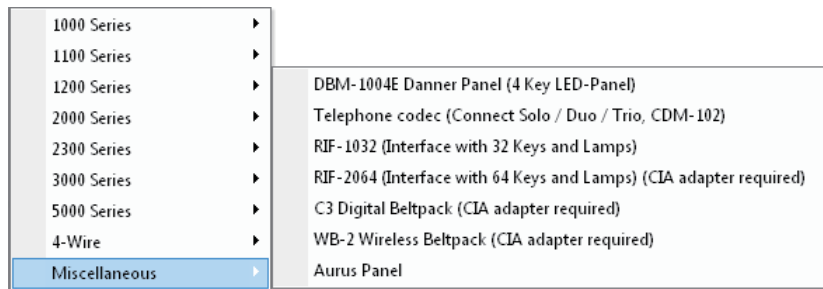 1000 Series
1100 Series
1200 Series
2000 Series
2300 Series
3000 Series
5000 Series
4-Wire
Miscellaneous
DBM-1004E Danner Panel (4 Key LED-Panel)
Telephone codec (Connect Solo / Duo / Trio, CDM-102)
RIF-1032 (Interface with 32 Keys and Lamps)
RIF-2064 (Interface with 64 Keys and Lamps) (CIA adapter required)
C3 Digital Beltpack (CIA adapter required)
WB-2 Wireless Beltpack (CIA adapter required)
Aurus Panel